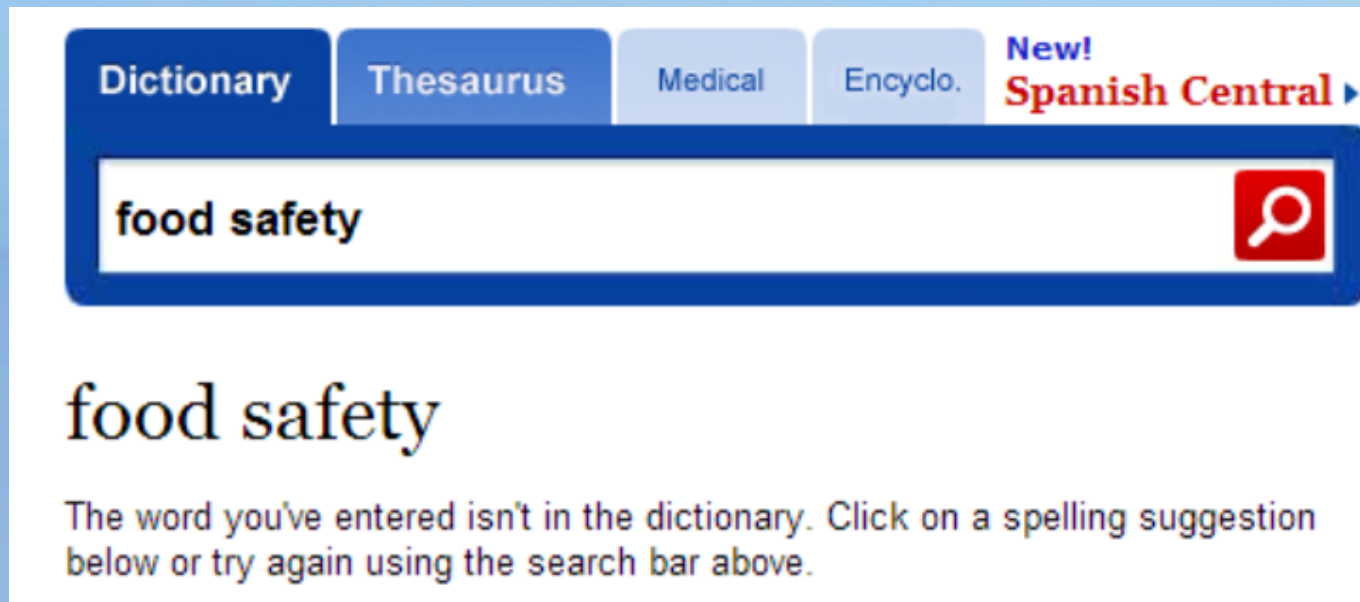 Dictionary Thesaurus Medical Encyclo. New!
Spanish Central
food safety
food safety
The word you've entered isn't in the dictionary. Click on a spelling suggestion
below or try again using the search bar above.